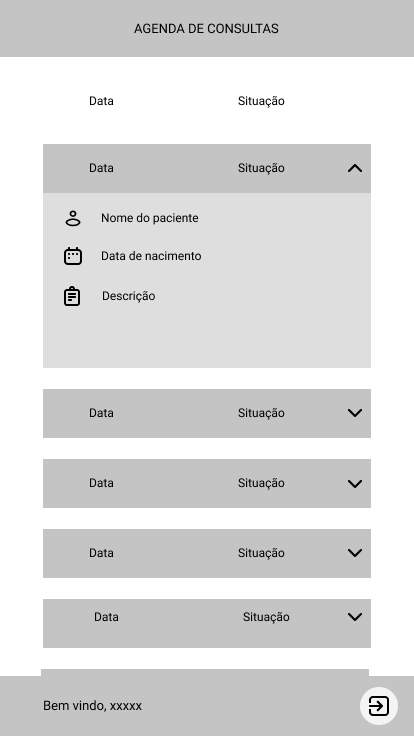 AGENDA DE CONSULTAS
Data Situação
Data Situação
Nome do paciente
Data de nacimento
Descrição
Data Situação
Data Situação
Data Situação
Data Situação
Bem vindo, xxxxx